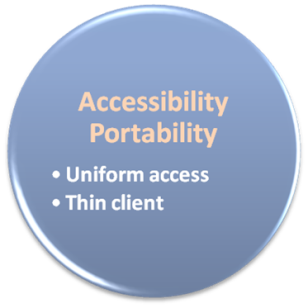 Accessibility
Portability
• Uniform access
• Thin client